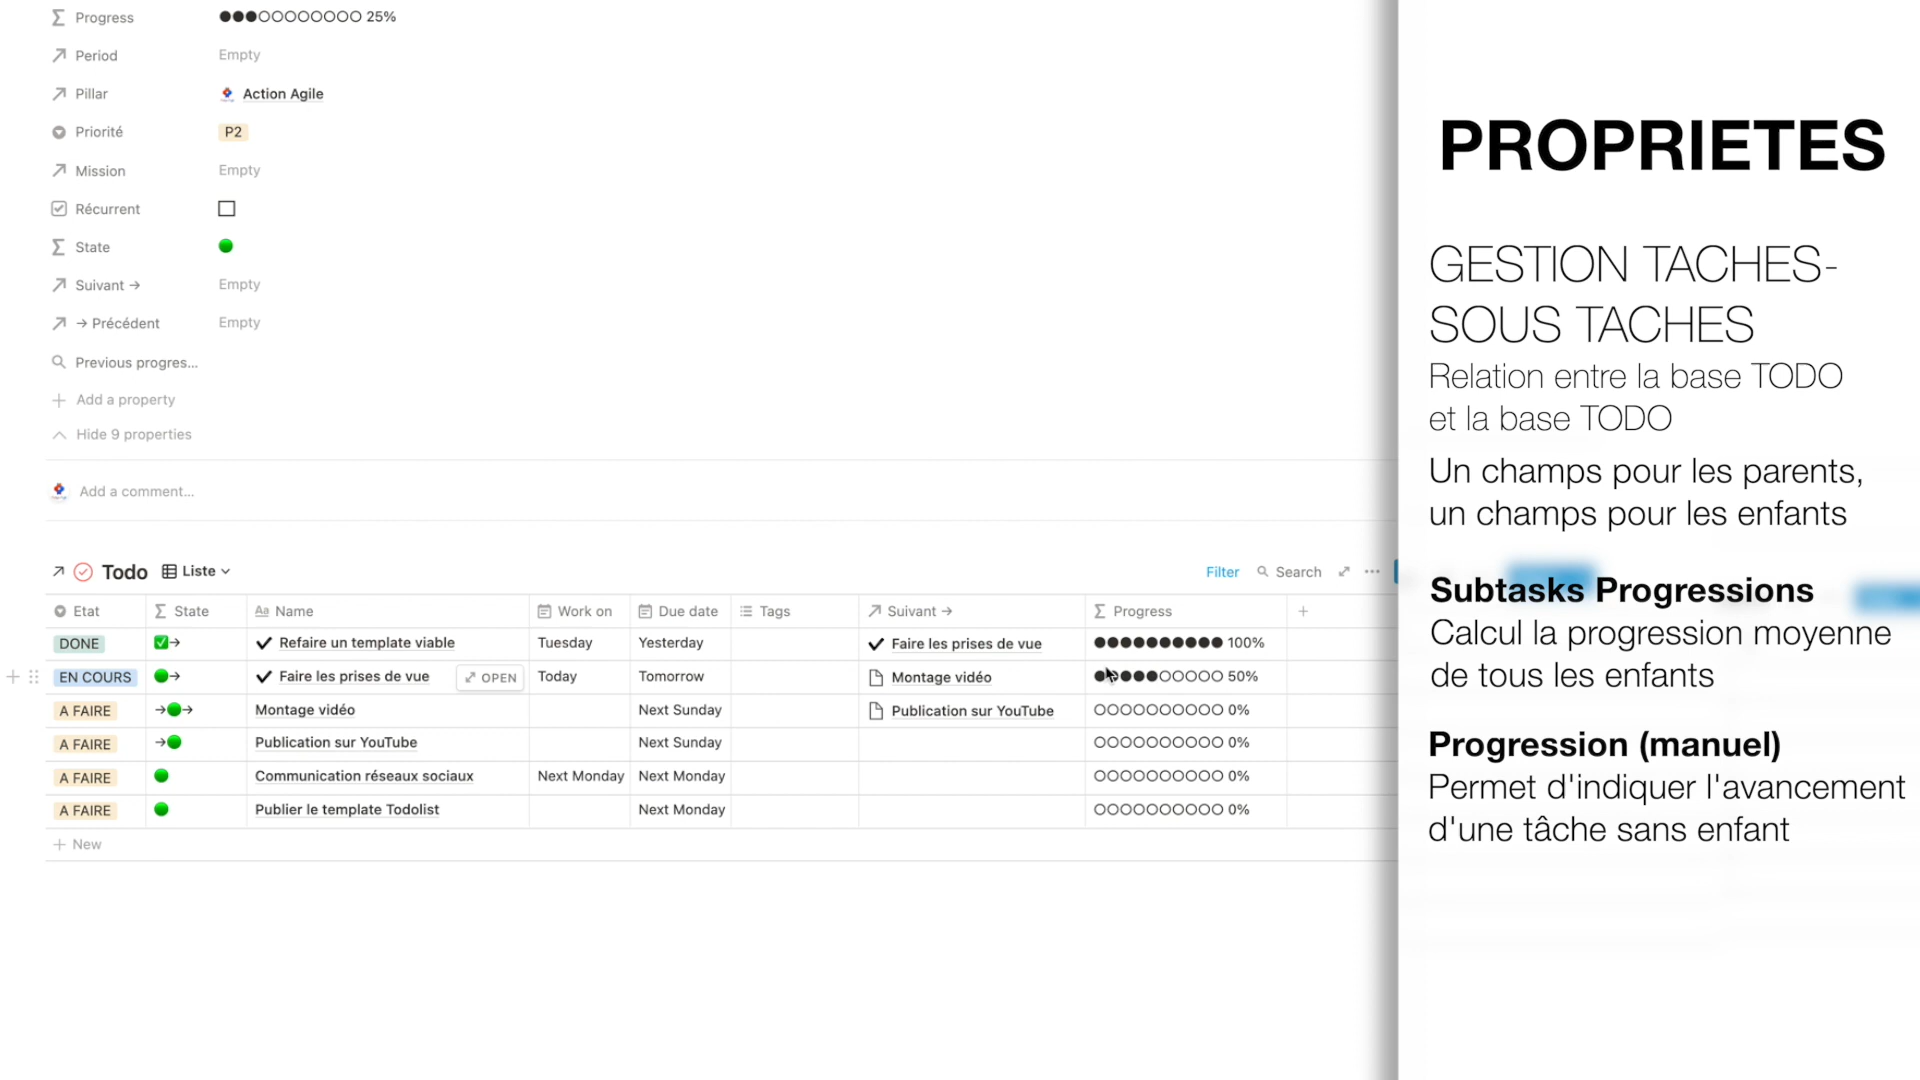 Progress ●●●○○○○○○○○ 25%
Period Empty
Pillar Action Agile
Priorité P2
Mission Empty
Récurrent
State
Suivant → Empty
→ Précédent Empty
Previous progres...
Add a property
Hide 9 properties
Add a comment...
Todo Liste
Filter Search ...
Etat State Aa Name Work on Due date Tags Suivant → Progress +
DONE → Refaire un template viable Tuesday Yesterday Faire les prises de vue ●●●●●●●●●● 100%
EN COURS → Faire les prises de vue OPEN Today Tomorrow Montage vidéo ●●●●●○○○○○ 50%
A FAIRE → → Montage vidéo Next Sunday Publication sur YouTube ○○○○○○○○○○ 0%
A FAIRE → Publication sur YouTube Next Sunday ○○○○○○○○○○ 0%
A FAIRE Communication réseaux sociaux Next Monday Next Monday ○○○○○○○○○○ 0%
A FAIRE Publier le template Todolist Next Monday ○○○○○○○○○○ 0%
+ New
PROPRIETES
GESTION TACHES-
SOUS TACHES
Relation entre la base TODO
et la base TODO
Un champs pour les parents,
un champs pour les enfants
Subtasks Progressions
Calcul la progression moyenne
de tous les enfants
Progression (manuel)
Permet d'indiquer l'avancement
d'une tâche sans enfant